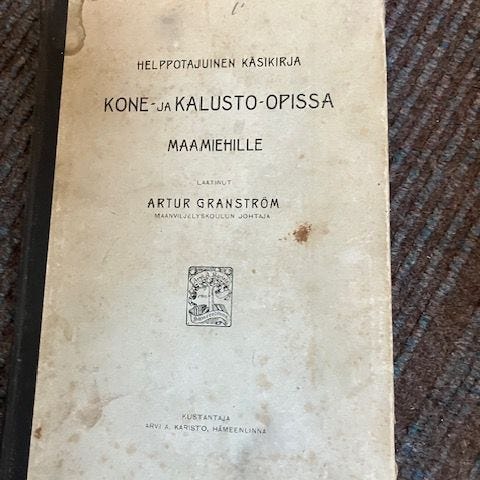 HELPPOTAJUINEN KÄSIKIRJA
KONE-JA KALUSTO-OPISSA
MAAMIEHILLE
LAATINUT
ARTUR GRANSTRÖM
MAANVILJELYSKOULUN JOHTAJA
KUSTANTAJA
ARVI A. KARISTO, HÄMEENLINNA